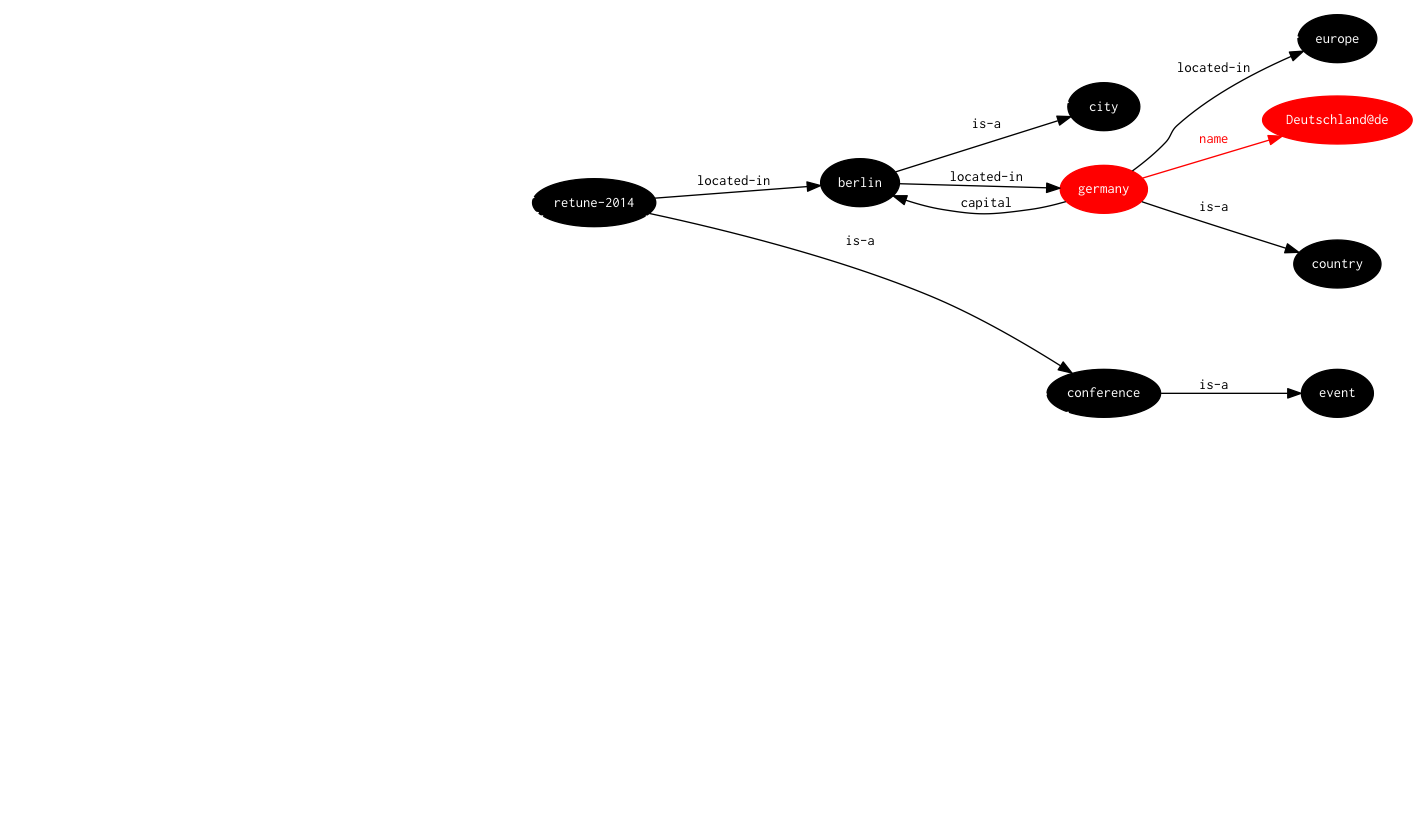 europe
located-in
city
Deutschland@de
is-a
name
located-in
located-in
berlin
germany
retune-2014
capital
is-a
is-a
country
is-a
conference
event